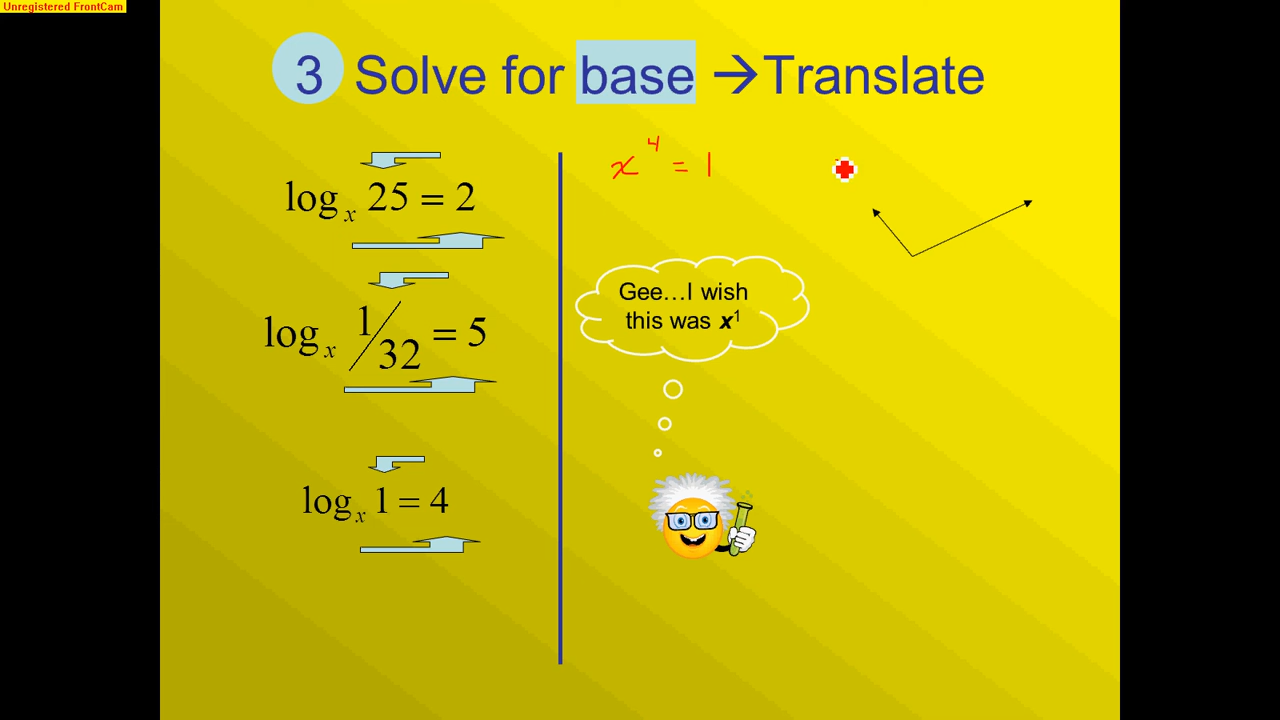 Unregistered FrontCam
3 Solve for base →Translate
log_x 25 = 2
log_x 1/32 = 5
log_x 1 = 4
x^4 = 1
Gee…I wish
this was x¹